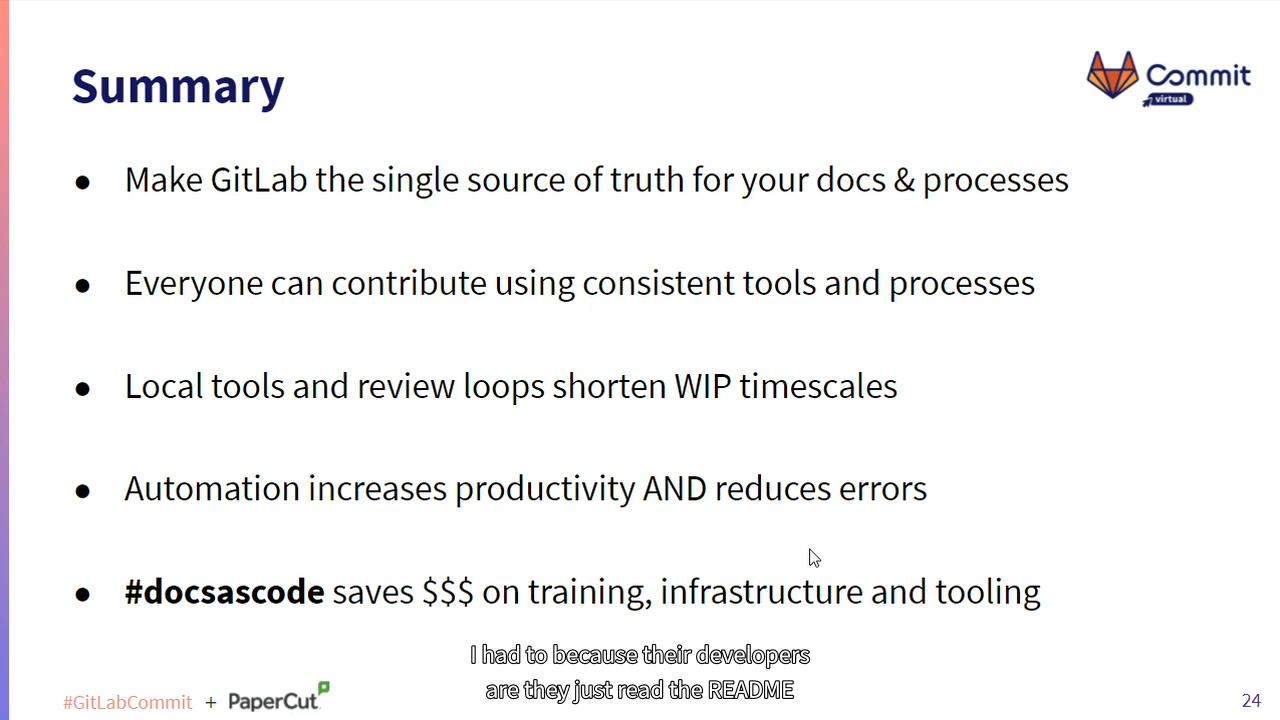 Summary
Commit
virtual
● Make GitLab the single source of truth for your docs & processes
● Everyone can contribute using consistent tools and processes
● Local tools and review loops shorten WIP timescales
● Automation increases productivity AND reduces errors
● #docsascode saves $$$ on training, infrastructure and tooling
I had to because their developers
are they just read the README
#GitLabCommit + PaperCut
24